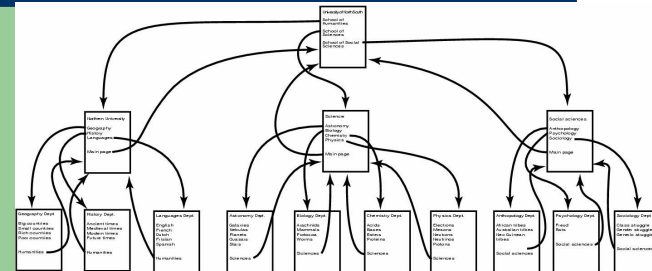 University of North South
School of
Humanities
School of
Sciences
School of Social
Sciences
Northern University
Geography
History
Languages
Main page
Science
Astronomy
Biology
Chemistry
Physics
Main page
Social sciences
Anthropology
Psychology
Sociology
Main page
Geography Dept.
Big countries
Small countries
Rich countries
Poor countries
Humanities
History Dept.
Ancient times
Medieval times
Modern times
Future times
Humanities
Languages Dept.
English
French
Dutch
Frisian
Spanish
Humanities
Astronomy Dept.
Galaxies
Nebulas
Planets
Quasars
Stars
Sciences
Biology Dept.
Arachnids
Mammals
Protozoa
Worms
Sciences
Chemistry Dept.
Acids
Bases
Esters
Proteins
Sciences
Physics Dept.
Electrons
Mesons
Neutrons
Neutrinos
Protons
Sciences
Anthropology Dept.
African tribes
Australian tribes
New Guinean
tribes
Social sciences
Psychology Dept.
Freud
Rats
Social sciences
Sociology Dept.
Class struggle
Gender struggle
Generic struggle
Social sciences